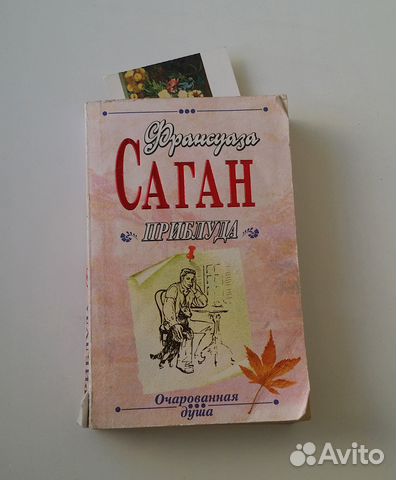 Франсуаза
САГАН
ПРИБЛУДА
Очарованная
душа
Avito